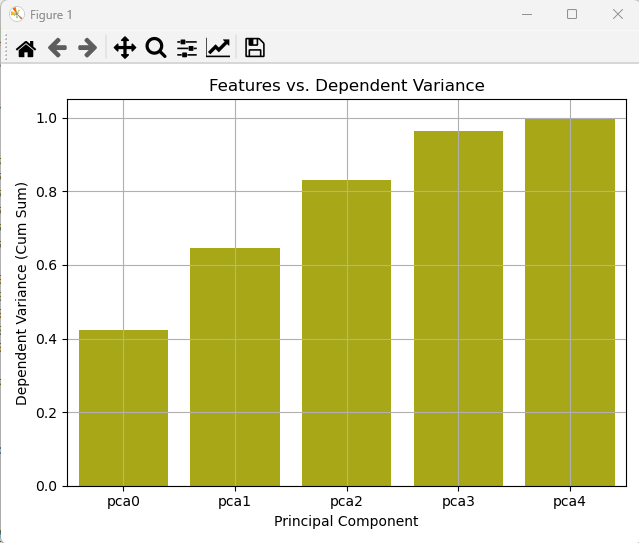 Figure 1
Features vs. Dependent Variance
Dependent Variance (Cum Sum)
1.0
0.8
0.6
0.4
0.2
0.0
pca0 pca1 pca2 pca3 pca4
Principal Component